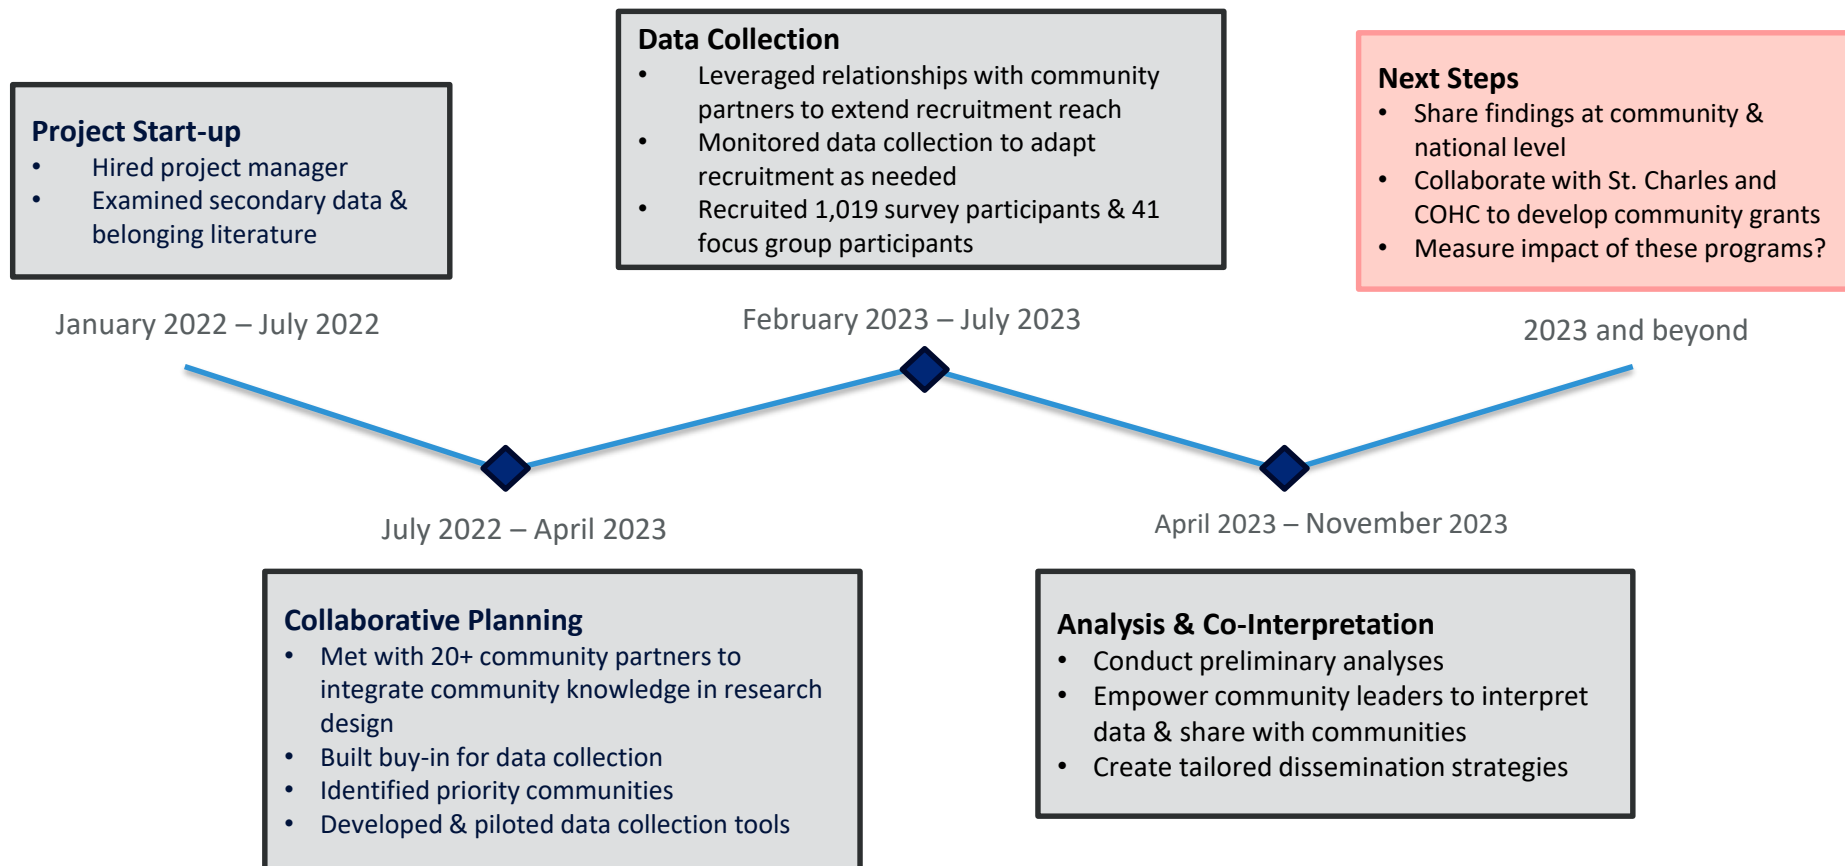 Project Start-up
• Hired project manager
• Examined secondary data &
belonging literature
January 2022 – July 2022
Collaborative Planning
• Met with 20+ community partners to
integrate community knowledge in research
design
• Built buy-in for data collection
• Identified priority communities
• Developed & piloted data collection tools
July 2022 – April 2023
Data Collection
• Leveraged relationships with community
partners to extend recruitment reach
• Monitored data collection to adapt
recruitment as needed
• Recruited 1,019 survey participants & 41
focus group participants
February 2023 – July 2023
Analysis & Co-Interpretation
• Conduct preliminary analyses
• Empower community leaders to interpret
data & share with communities
• Create tailored dissemination strategies
April 2023 – November 2023
Next Steps
• Share findings at community &
national level
• Collaborate with St. Charles and
COHC to develop community grants
• Measure impact of these programs?
2023 and beyond